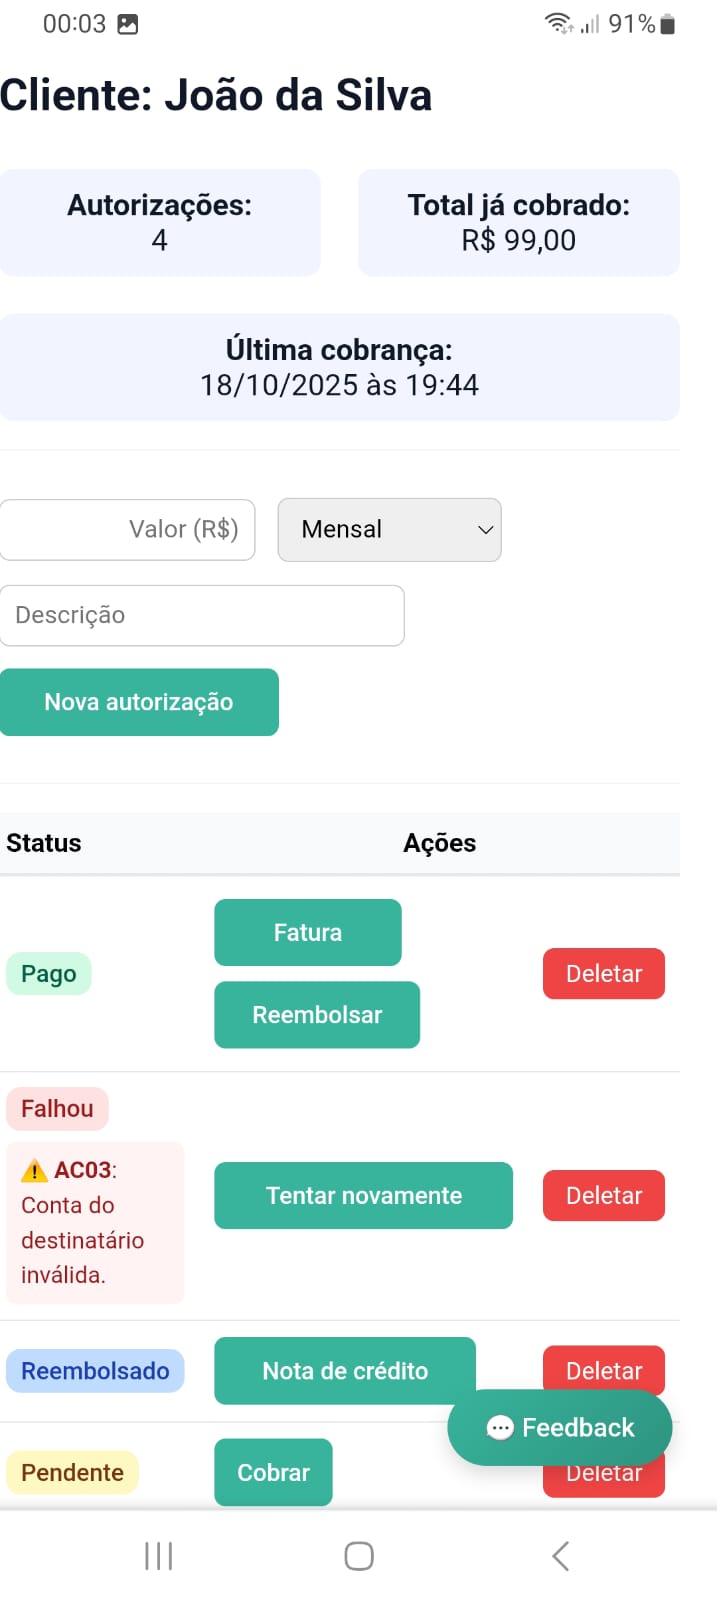 00:03
91%
Cliente: João da Silva
Autorizações:
4
Total já cobrado:
R$ 99,00
Última cobrança:
18/10/2025 às 19:44
Valor (R$)
Mensal
Descrição
Nova autorização
Status
Ações
Pago
Fatura
Reembolsar
Deletar
Falhou
⚠️ AC03:
Conta do
destinatário
inválida.
Tentar novamente
Deletar
Reembolsado
Nota de crédito
Deletar
💬 Feedback
Pendente
Cobrar
Deletar